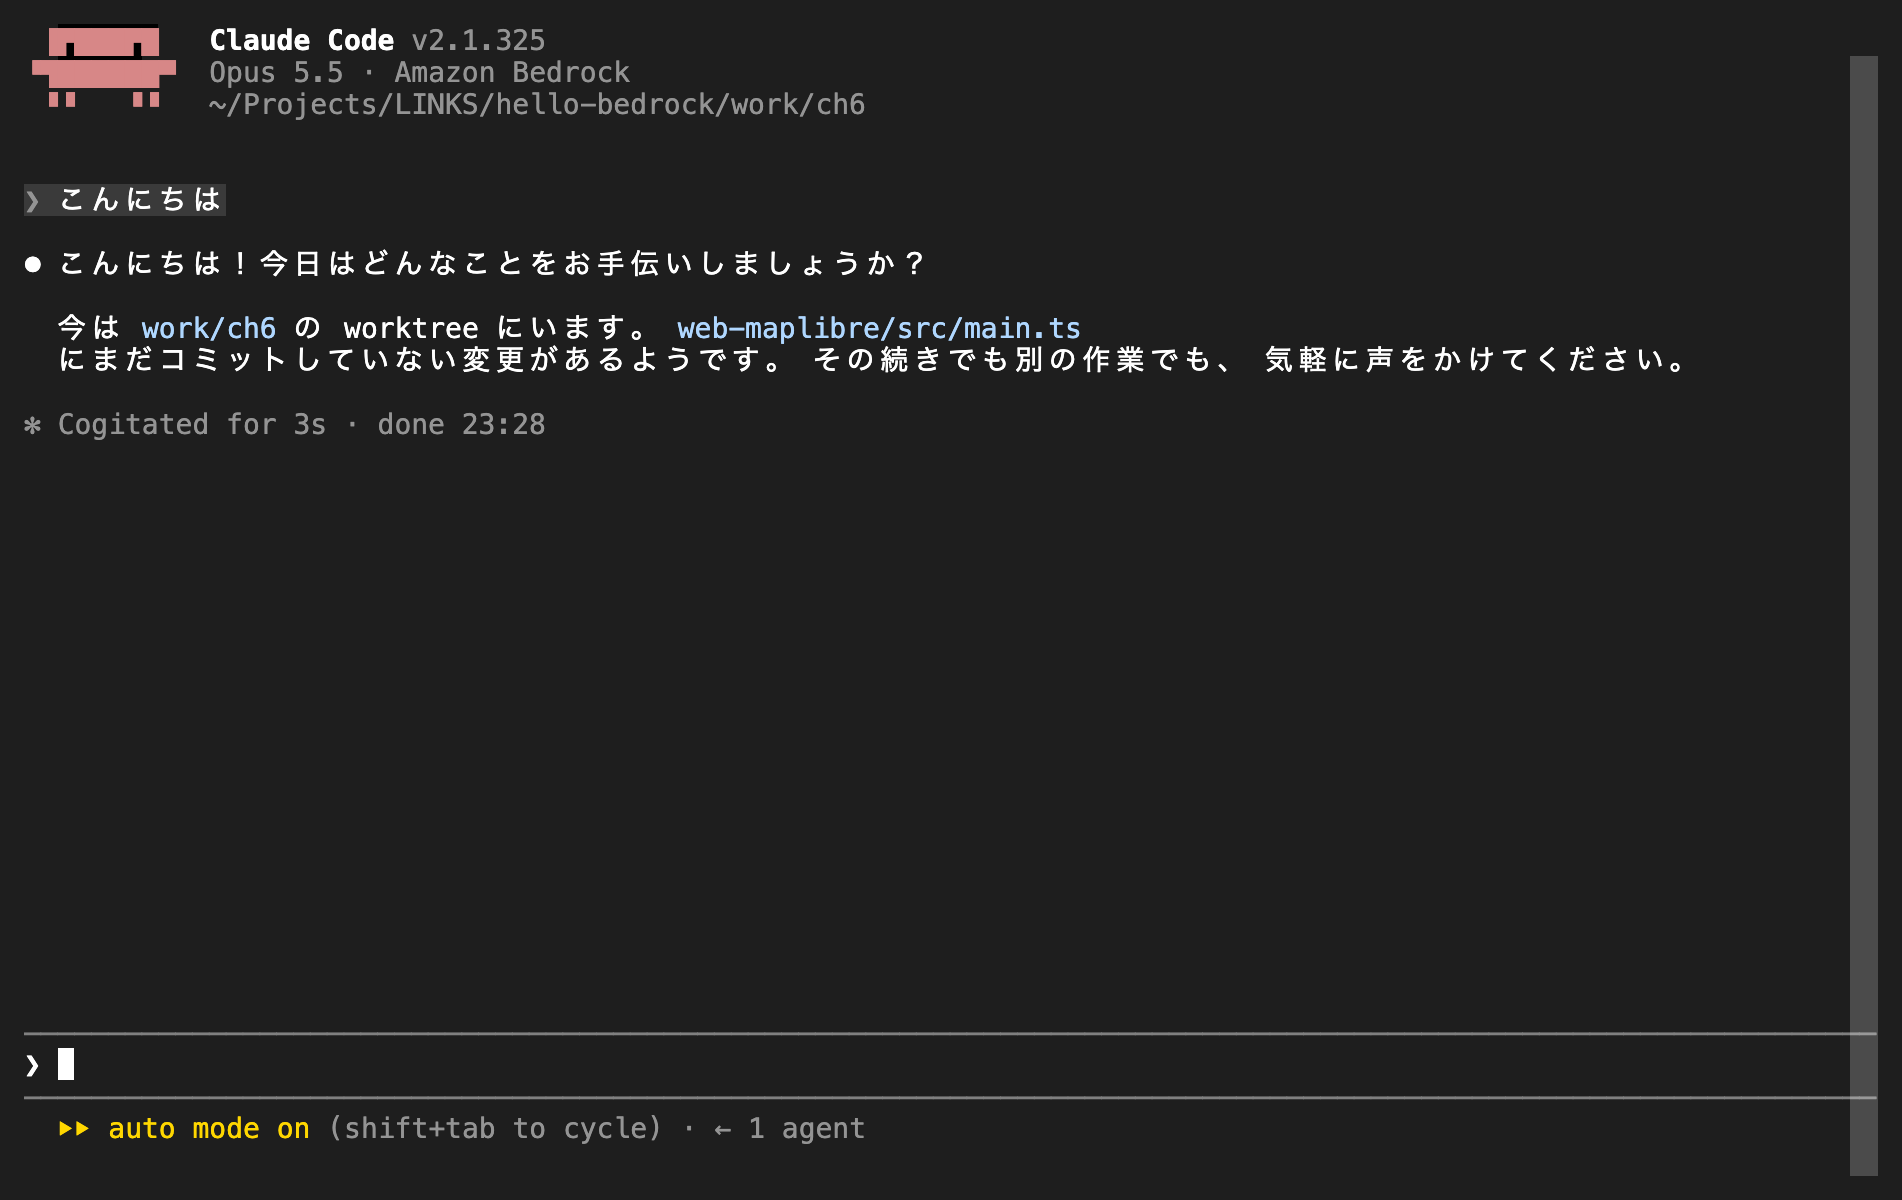 Claude Code v2.1.325
Opus 5.5 · Amazon Bedrock
~/Projects/LINKS/hello-bedrock/work/ch6
❯ こんにちは
● こんにちは！今日はどんなことをお手伝いしましょうか？
今は work/ch6 の worktree にいます。 web-maplibre/src/main.ts
にまだコミットしていない変更があるようです。 その続きでも別の作業でも、 気軽に声をかけてください。
✻ Cogitated for 3s · done 23:28
❯
⏵⏵ auto mode on (shift+tab to cycle) · ← 1 agent